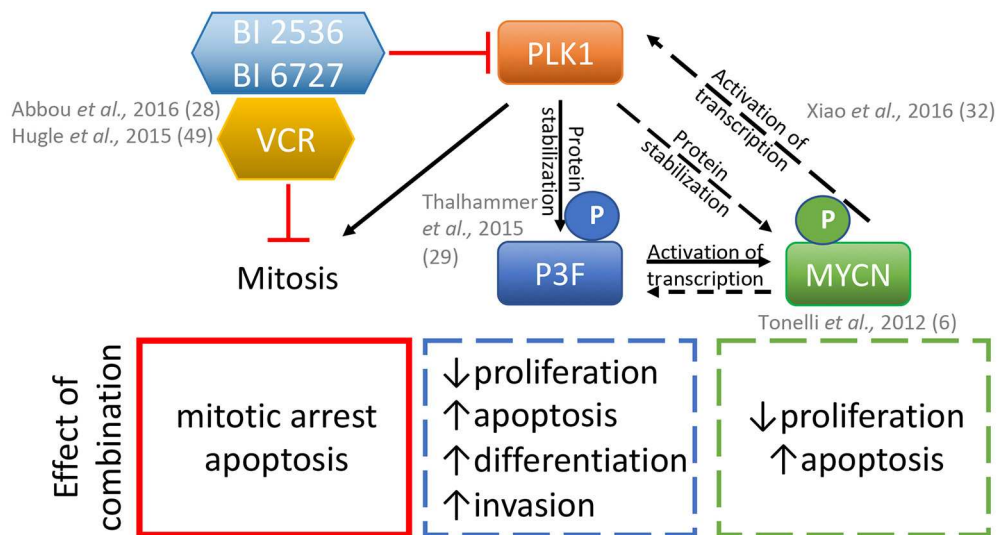 BI 2536
BI 6727
VCR
Abbou et al., 2016 (28)
Hugle et al., 2015 (49)
PLK1
Activation of
transcription
Xiao et al., 2016 (32)
Protein
stabilization
Protein
stabilization
Thalhammer
et al., 2015
(29)
P
P3F
Activation of
transcription
P
MYCN
Mitosis
Tonelli et al., 2012 (6)
Effect of
combination
mitotic arrest
apoptosis
↓proliferation
↑apoptosis
↑differentiation
↑invasion
↓proliferation
↑apoptosis